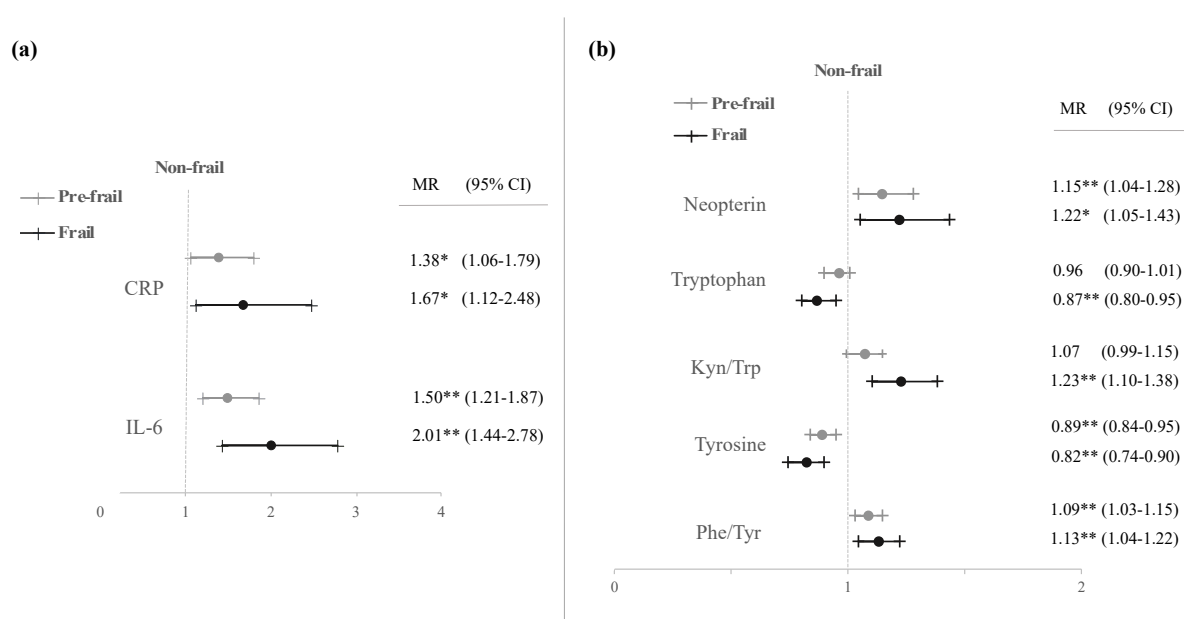 (a)
Non-frail
Pre-frail
Frail
MR (95% CI)
CRP
1.38* (1.06-1.79)
1.67* (1.12-2.48)
IL-6
1.50** (1.21-1.87)
2.01** (1.44-2.78)
0 1 2 3 4
(b)
Non-frail
Pre-frail
Frail
MR (95% CI)
Neopterin
1.15** (1.04-1.28)
1.22* (1.05-1.43)
Tryptophan
0.96 (0.90-1.01)
0.87** (0.80-0.95)
Kyn/Trp
1.07 (0.99-1.15)
1.23** (1.10-1.38)
Tyrosine
0.89** (0.84-0.95)
0.82** (0.74-0.90)
Phe/Tyr
1.09** (1.03-1.15)
1.13** (1.04-1.22)
0 1 2